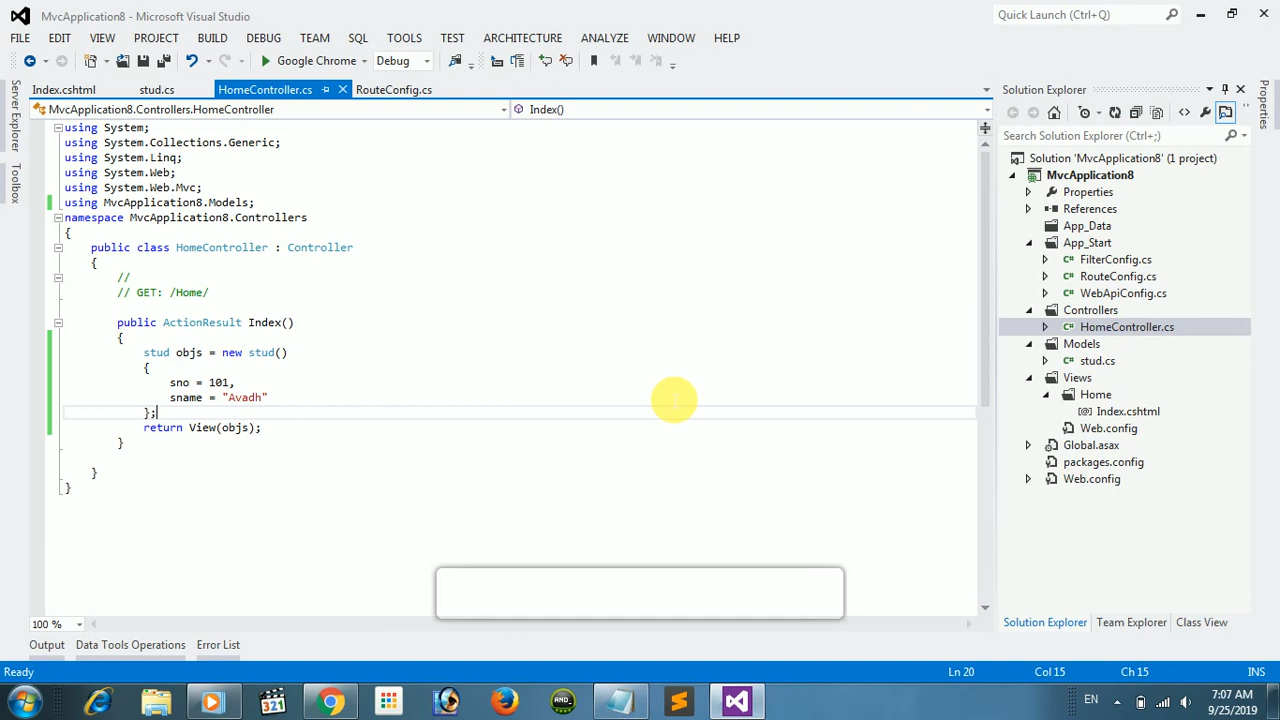 MvcApplication8 - Microsoft Visual Studio
Quick Launch (Ctrl+Q)
FILE EDIT VIEW PROJECT BUILD DEBUG TEAM SQL TOOLS TEST ARCHITECTURE ANALYZE WINDOW HELP
Google Chrome Debug
Index.cshtml stud.cs HomeController.cs RouteConfig.cs
MvcApplication8.Controllers.HomeController Index()
Server Explorer
Toolbox
using System;
using System.Collections.Generic;
using System.Linq;
using System.Web;
using System.Web.Mvc;
using MvcApplication8.Models;
namespace MvcApplication8.Controllers
{
public class HomeController : Controller
{
//
// GET: /Home/
public ActionResult Index()
{
stud objs = new stud()
{
sno = 101,
sname = "Avadh"
};
return View(objs);
}
}
}
100 %
Solution Explorer
Search Solution Explorer (Ctrl+;)
Solution 'MvcApplication8' (1 project)
MvcApplication8
Properties
References
App_Data
App_Start
C# FilterConfig.cs
C# RouteConfig.cs
C# WebApiConfig.cs
Controllers
C# HomeController.cs
Models
C# stud.cs
Views
Home
Index.cshtml
Web.config
Global.asax
packages.config
Web.config
Solution Explorer Team Explorer Class View
Properties
Output Data Tools Operations Error List
Ready Ln 20 Col 15 Ch 15 INS
321
AND_
EN
7:07 AM
9/25/2019